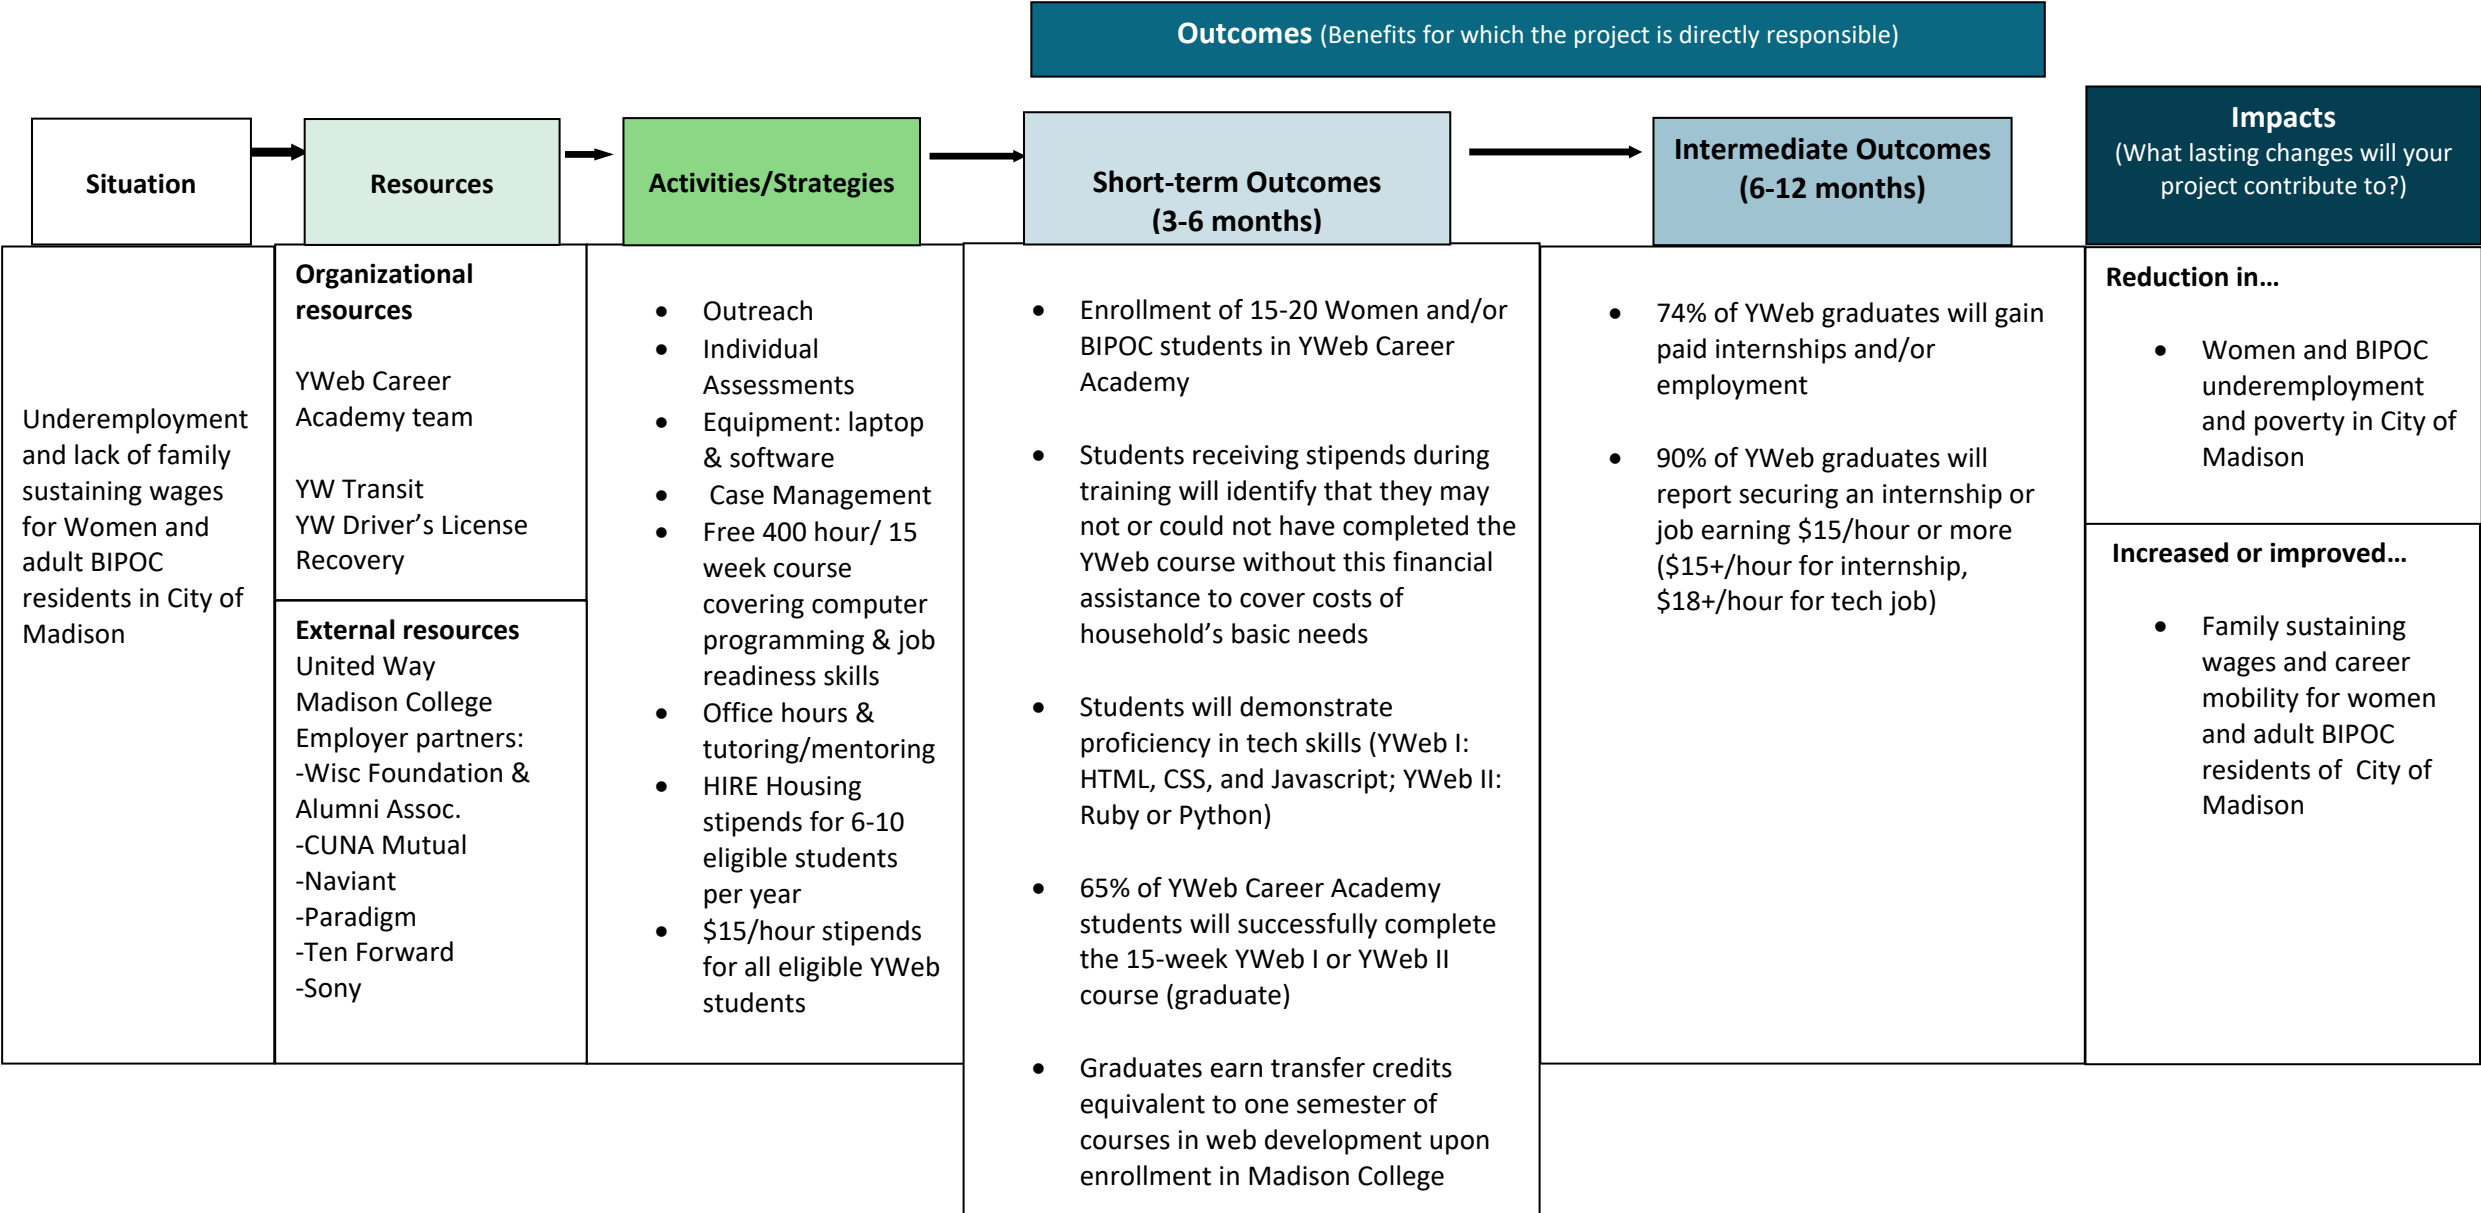 Outcomes (Benefits for which the project is directly responsible)
Situation
Resources
Activities/Strategies
Short-term Outcomes
(3-6 months)
Intermediate Outcomes
(6-12 months)
Impacts
(What lasting changes will your
project contribute to?)
Underemployment
and lack of family
sustaining wages
for Women and
adult BIPOC
residents in City of
Madison
Organizational
resources
YWeb Career
Academy team
YW Transit
YW Driver’s License
Recovery
External resources
United Way
Madison College
Employer partners:
-Wisc Foundation &
Alumni Assoc.
-CUNA Mutual
-Naviant
-Paradigm
-Ten Forward
-Sony
• Outreach
• Individual
Assessments
• Equipment: laptop
& software
• Case Management
• Free 400 hour/ 15
week course
covering computer
programming & job
readiness skills
• Office hours &
tutoring/mentoring
• HIRE Housing
stipends for 6-10
eligible students
per year
• $15/hour stipends
for all eligible YWeb
students
• Enrollment of 15-20 Women and/or
BIPOC students in YWeb Career
Academy
• Students receiving stipends during
training will identify that they may
not or could not have completed the
YWeb course without this financial
assistance to cover costs of
household’s basic needs
• Students will demonstrate
proficiency in tech skills (YWeb I:
HTML, CSS, and Javascript; YWeb II:
Ruby or Python)
• 65% of YWeb Career Academy
students will successfully complete
the 15-week YWeb I or YWeb II
course (graduate)
• Graduates earn transfer credits
equivalent to one semester of
courses in web development upon
enrollment in Madison College
• 74% of YWeb graduates will gain
paid internships and/or
employment
• 90% of YWeb graduates will
report securing an internship or
job earning $15/hour or more
($15+/hour for internship,
$18+/hour for tech job)
Reduction in…
• Women and BIPOC
underemployment
and poverty in City of
Madison
Increased or improved…
• Family sustaining
wages and career
mobility for women
and adult BIPOC
residents of City of
Madison